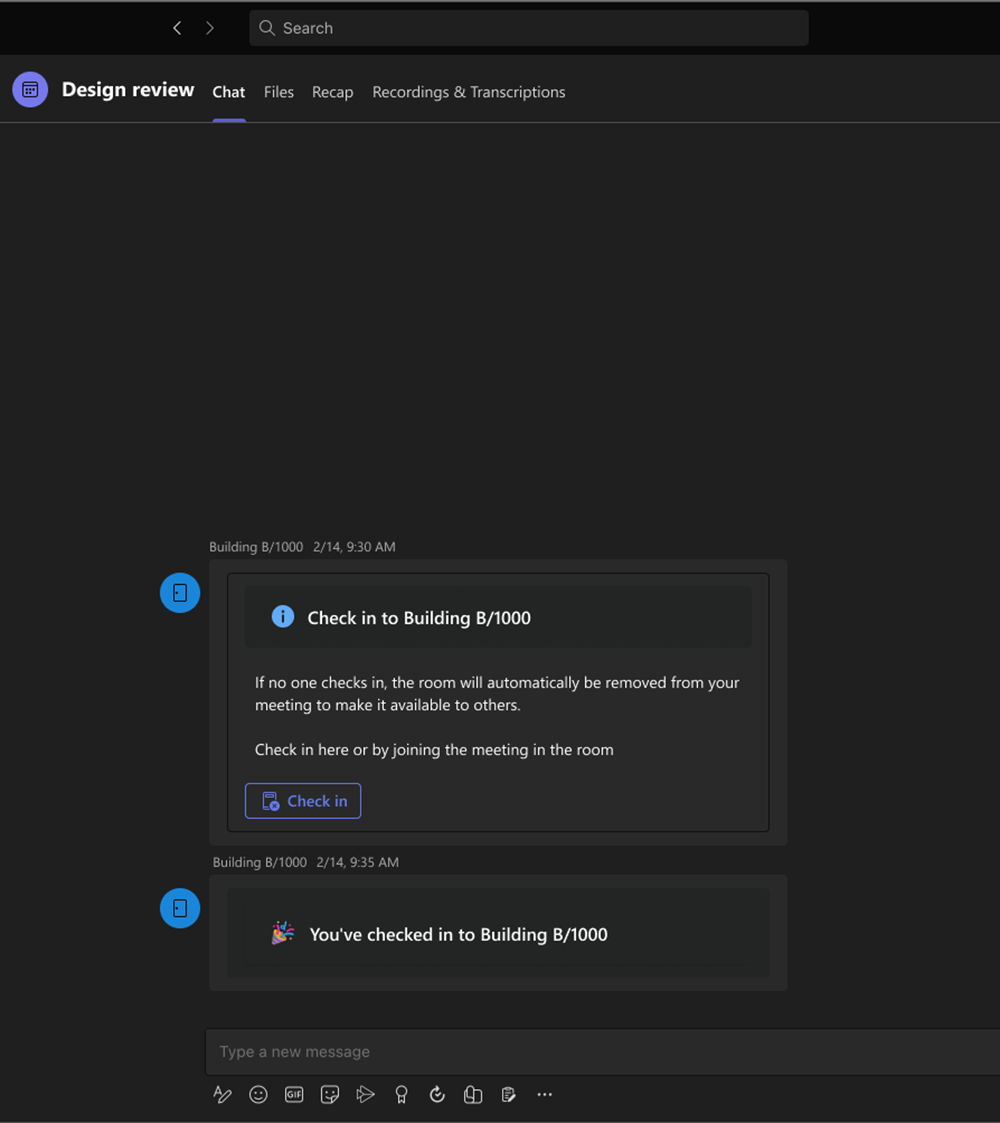 Search
Design review Chat Files Recap Recordings & Transcriptions
Building B/1000 2/14, 9:30 AM
Check in to Building B/1000
If no one checks in, the room will automatically be removed from your
meeting to make it available to others.
Check in here or by joining the meeting in the room
Check in
Building B/1000 2/14, 9:35 AM
You've checked in to Building B/1000
Type a new message
GIF